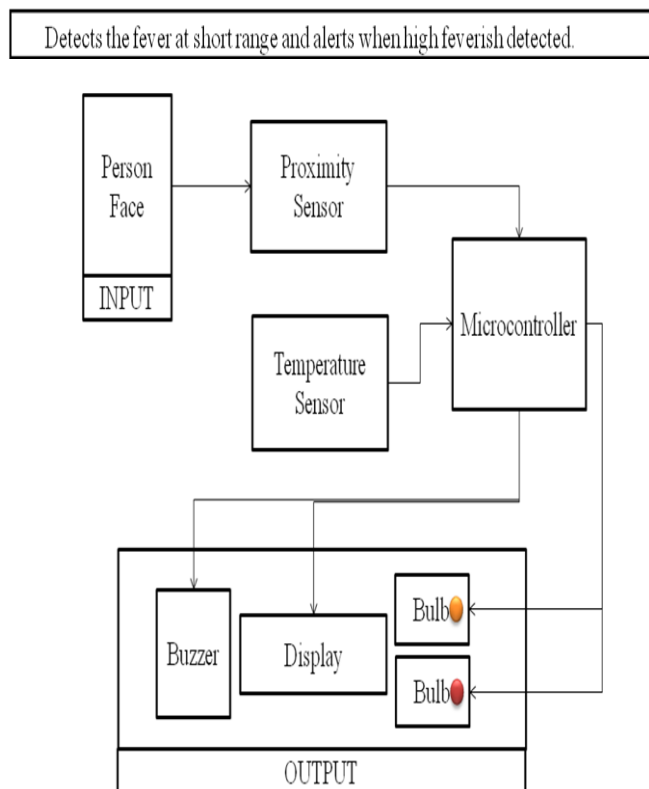 Detects the fever at short range and alerts when high feverish detected.
Person
Face
INPUT
Proximity
Sensor
Microcontroller
Temperature
Sensor
Buzzer
Display
Bulb
Bulb
OUTPUT